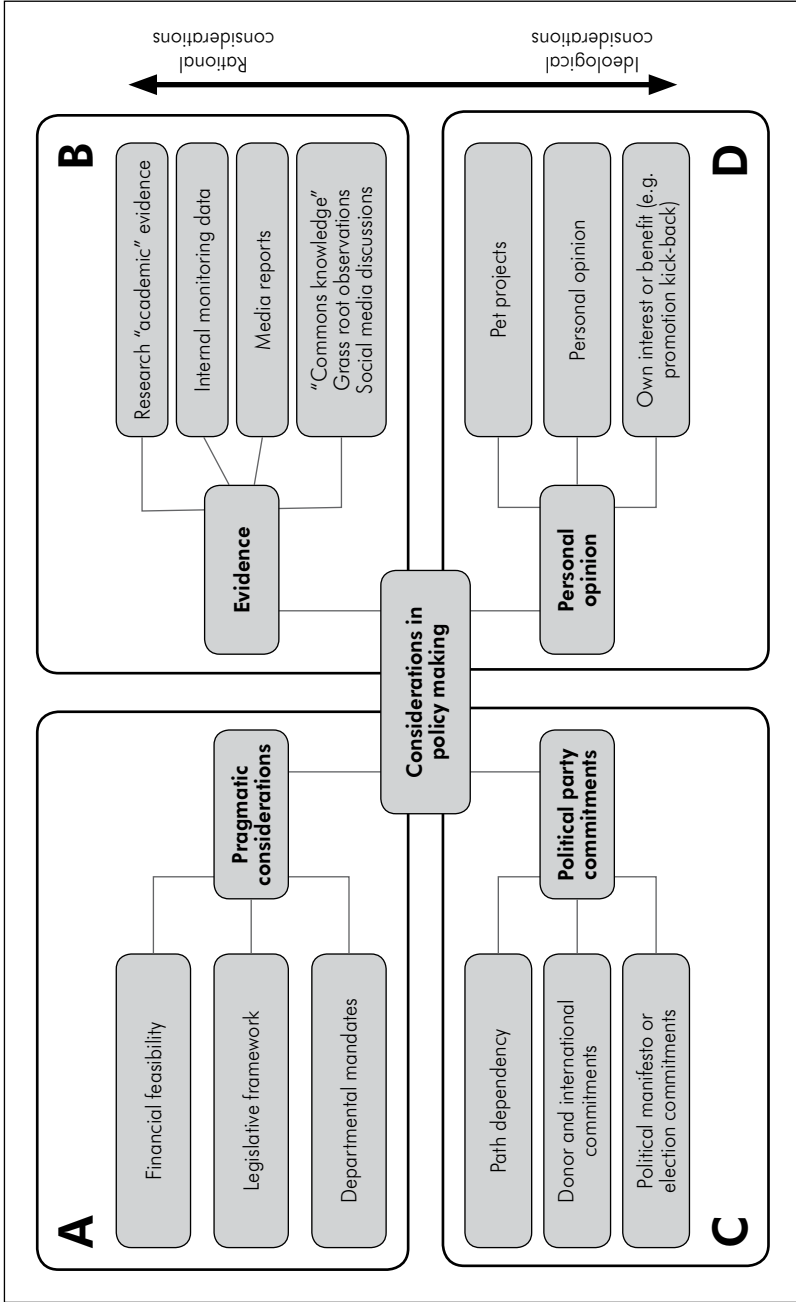 A
Financial feasibility
Legislative framework
Departmental mandates
Pragmatic
considerations
B
Evidence
Research “academic” evidence
Internal monitoring data
Media reports
“Commons knowledge”
Grass root observations
Social media discussions
Considerations in
policy making
C
Path dependency
Donor and international
commitments
Political manifesto or
election commitments
Political party
commitments
D
Personal
opinion
Pet projects
Personal opinion
Own interest or benefit (e.g.
promotion kick-back)
Rational
considerations
Ideological
considerations